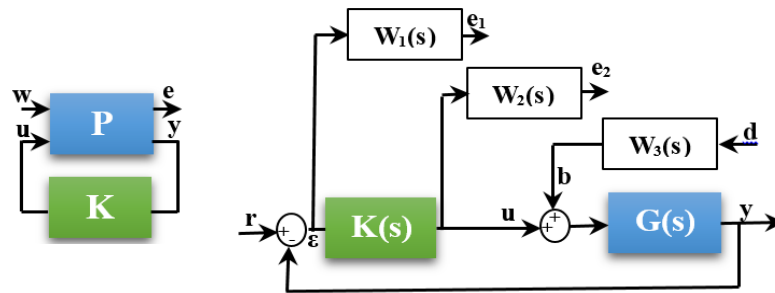 w
e
P
u
y
K
e₁
W₁(s)
e₂
W₂(s)
d
W₃(s)
b
r
+
-
ε
K(s)
u
+
+
G(s)
y